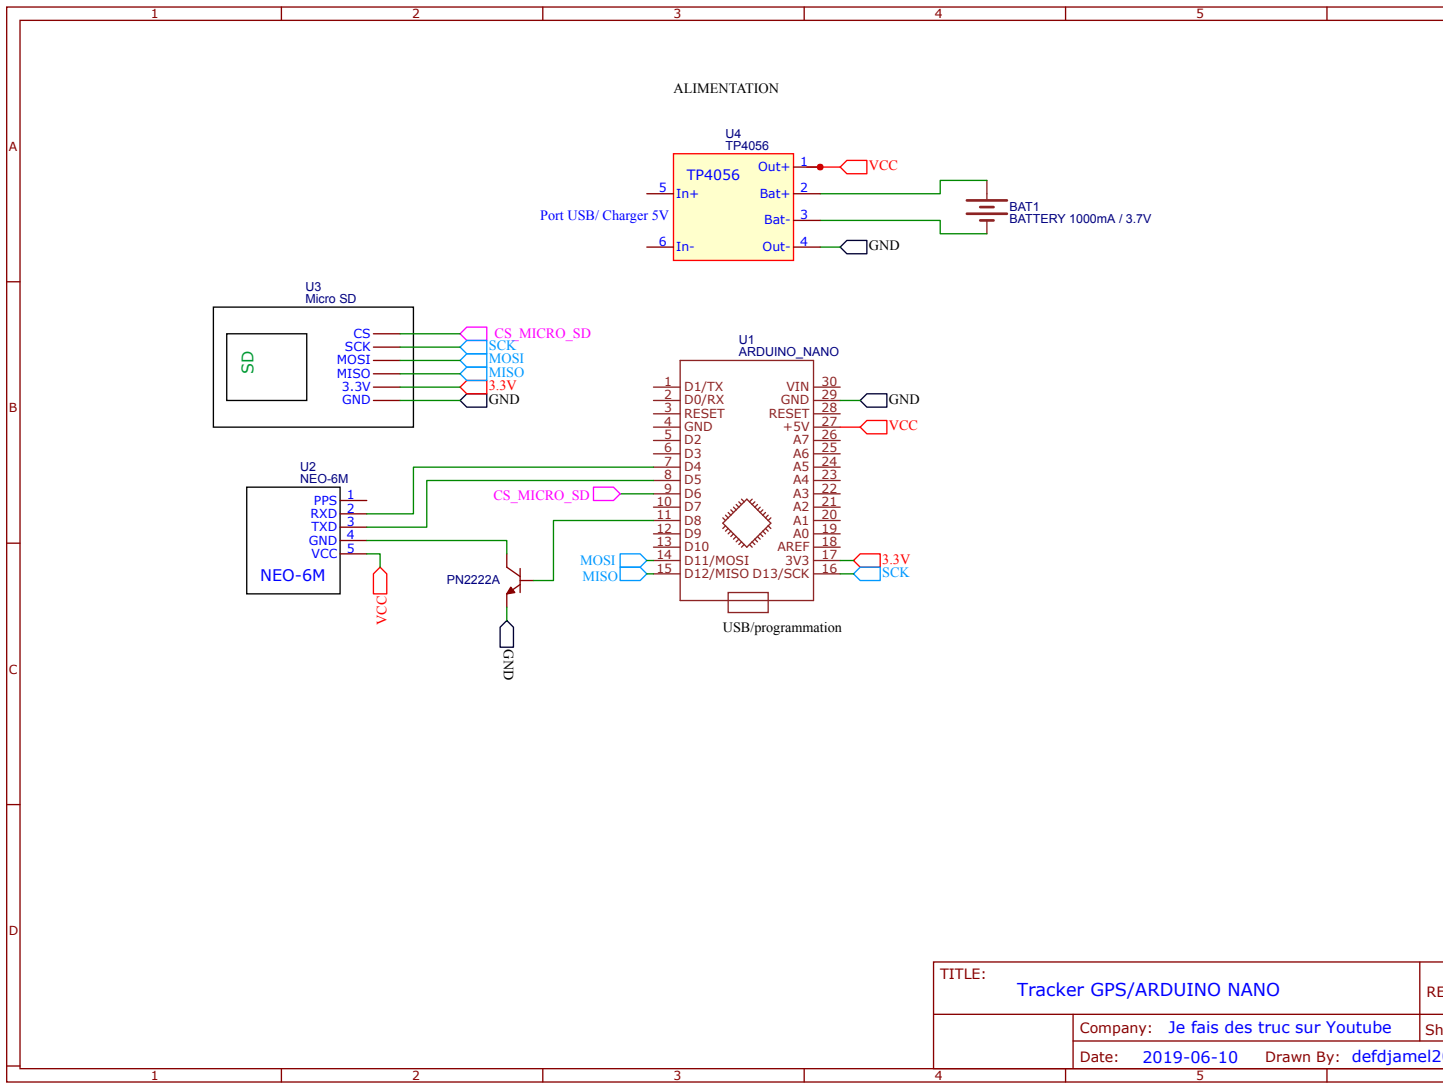 1 2 3 4 5
ALIMENTATION
A
U4
TP4056
TP4056
Out+ 1 VCC
5 In+
Bat+ 2
Port USB/ Charger 5V
Bat- 3
BAT1
BATTERY 1000mA / 3.7V
6 In-
Out- 4 GND
U3
Micro SD
SD
CS CS_MICRO_SD
SCK SCK
MOSI MOSI
MISO MISO
3.3V 3.3V
GND GND
B
U1
ARDUINO_NANO
1 D1/TX VIN 30
2 D0/RX GND 29 GND
3 RESET RESET 28
4 GND +5V 27 VCC
5 D2 A7 26
6 D3 A6 25
7 D4 A5 24
8 D5 A4 23
CS_MICRO_SD 9 D6 A3 22
10 D7 A2 21
11 D8 A1 20
12 D9 A0 19
13 D10 AREF 18
MOSI 14 D11/MOSI 3V3 17 3.3V
MISO 15 D12/MISO D13/SCK 16 SCK
USB/programmation
U2
NEO-6M
PPS 1
RXD 2
TXD 3
GND 4
VCC 5
NEO-6M
VCC
PN2222A
GND
C
D
TITLE:
Tracker GPS/ARDUINO NANO
RE
Company: Je fais des truc sur Youtube
Sh
Date: 2019-06-10 Drawn By: defdjamel2
1 2 3 4 5